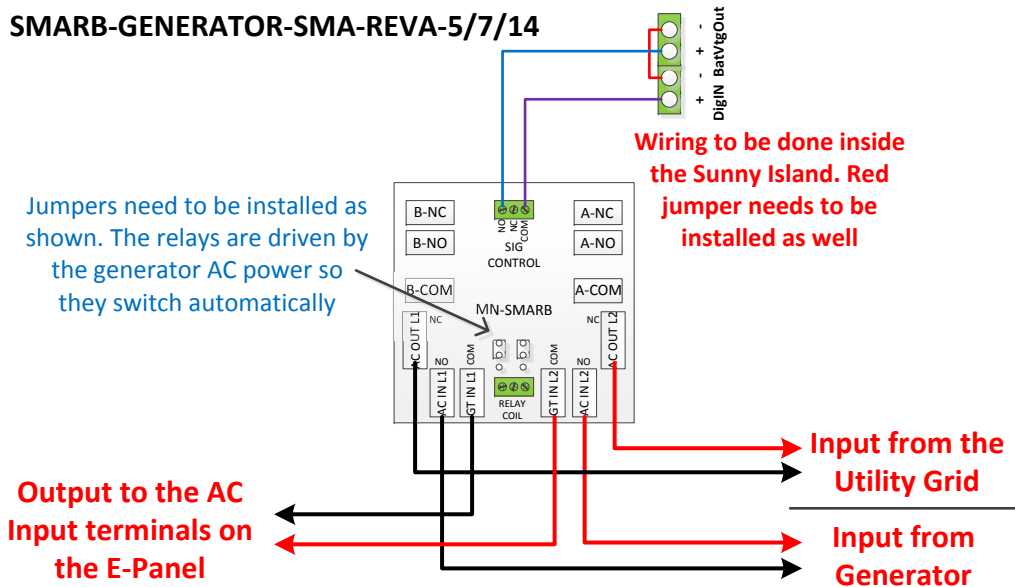 SMARB-GENERATOR-SMA-REVA-5/7/14
DigIN BatVtgOut
+ - + -
Wiring to be done inside
the Sunny Island. Red
jumper needs to be
installed as well
Jumpers need to be installed as
shown. The relays are driven by
the generator AC power so
they switch automatically
B-NC
B-NO
B-COM
NO
NC
COM
SIG
CONTROL
A-NC
A-NO
A-COM
MN-SMARB
AC OUT L1
NC
NO
AC IN L1
COM
GT IN L1
RELAY
COIL
COM
GT IN L2
NO
AC IN L2
NC
AC OUT L2
Input from the
Utility Grid
Output to the AC
Input terminals on
the E-Panel
Input from
Generator